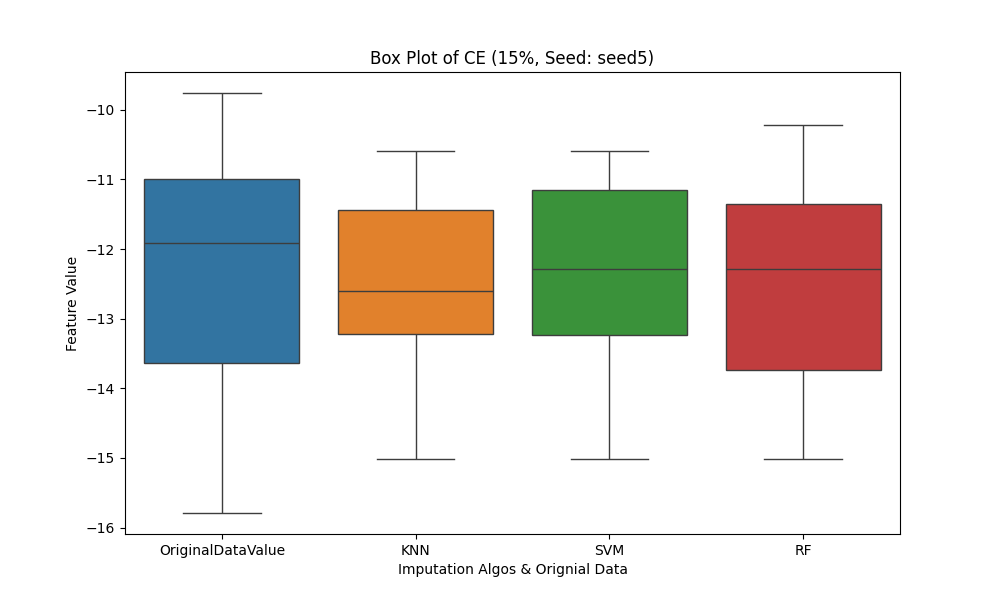 Box Plot of CE (15%, Seed: seed5)
Feature Value
−10
−11
−12
−13
−14
−15
−16
OriginalDataValue
KNN
SVM
RF
Imputation Algos & Orignial Data